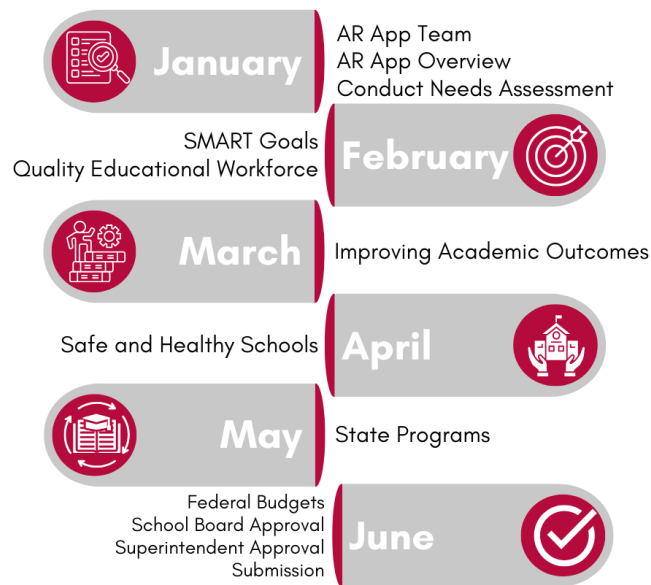 January
AR App Team
AR App Overview
Conduct Needs Assessment
SMART Goals
Quality Educational Workforce
February
March
Improving Academic Outcomes
Safe and Healthy Schools
April
May
State Programs
Federal Budgets
School Board Approval
Superintendent Approval
Submission
June